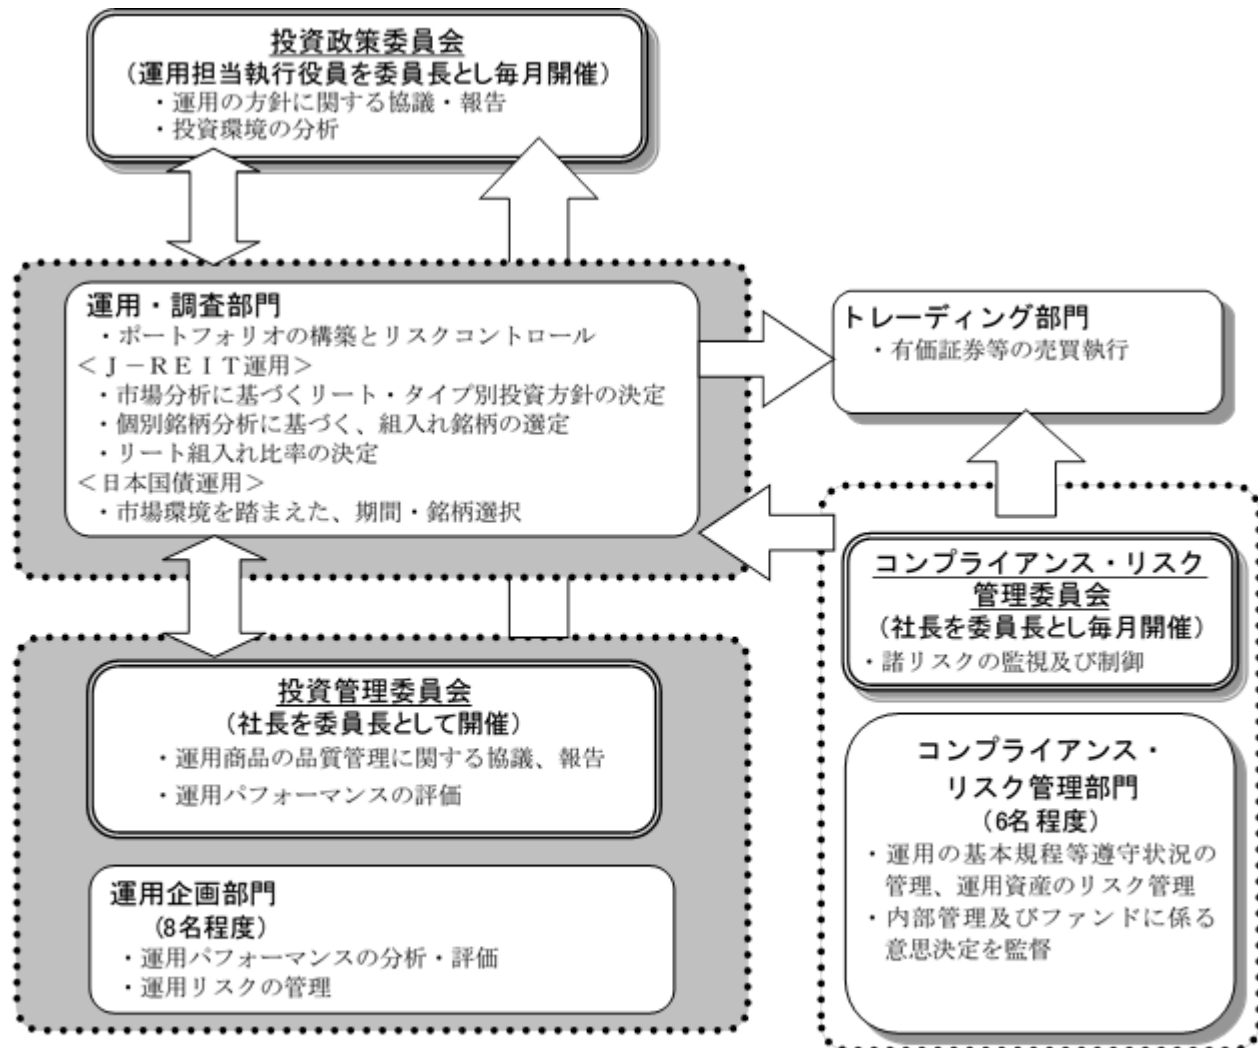 投資政策委員会
（運用担当執行役員を委員長とし毎月開催）
・運用の方針に関する協議・報告
・投資環境の分析
運用・調査部門
・ポートフォリオの構築とリスクコントロール
＜Ｊ－ＲＥＩＴ運用＞
・市場分析に基づくリート・タイプ別投資方針の決定
・個別銘柄分析に基づく、組入れ銘柄の選定
・リート組入れ比率の決定
＜日本国債運用＞
・市場環境を踏まえた、期間・銘柄選択
トレーディング部門
・有価証券等の売買執行
投資管理委員会
（社長を委員長として開催）
・運用商品の品質管理に関する協議、報告
・運用パフォーマンスの評価
運用企画部門
（8名程度）
・運用パフォーマンスの分析・評価
・運用リスクの管理
コンプライアンス・リスク
管理委員会
（社長を委員長とし毎月開催）
・諸リスクの監視及び制御
コンプライアンス・
リスク管理部門
（6名程度）
・運用の基本規程等遵守状況の
管理、運用資産のリスク管理
・内部管理及びファンドに係る
意思決定を監督